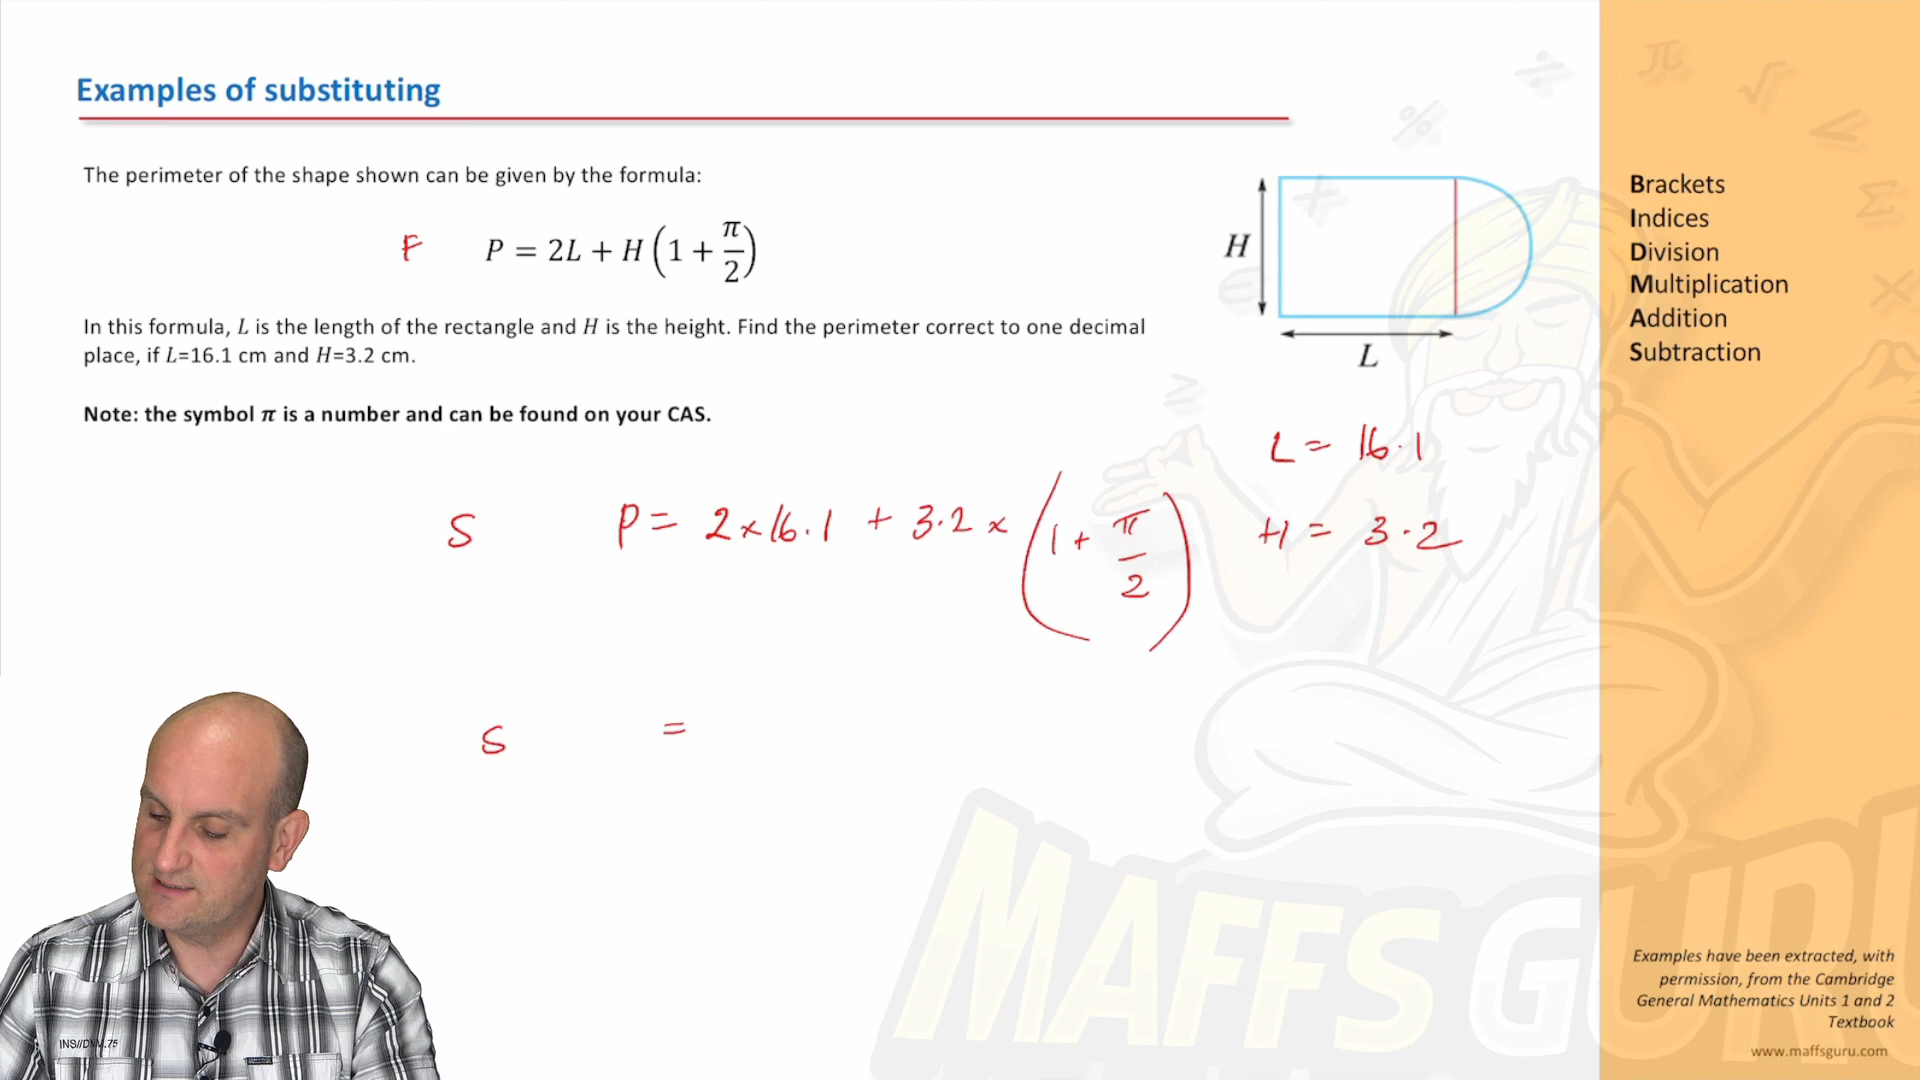 Examples of substituting
The perimeter of the shape shown can be given by the formula:
F P = 2L + H(1 + π/2)
In this formula, L is the length of the rectangle and H is the height. Find the perimeter correct to one decimal
place, if L=16.1 cm and H=3.2 cm.
Note: the symbol π is a number and can be found on your CAS.
H
L
L = 16.1
H = 3.2
S P = 2×16.1 + 3.2 × (1 + π/2)
S =
Brackets
Indices
Division
Multiplication
Addition
Subtraction
MAFFS GURU
Examples have been extracted, with
permission, from the Cambridge
General Mathematics Units 1 and 2
Textbook
www.maffsguru.com